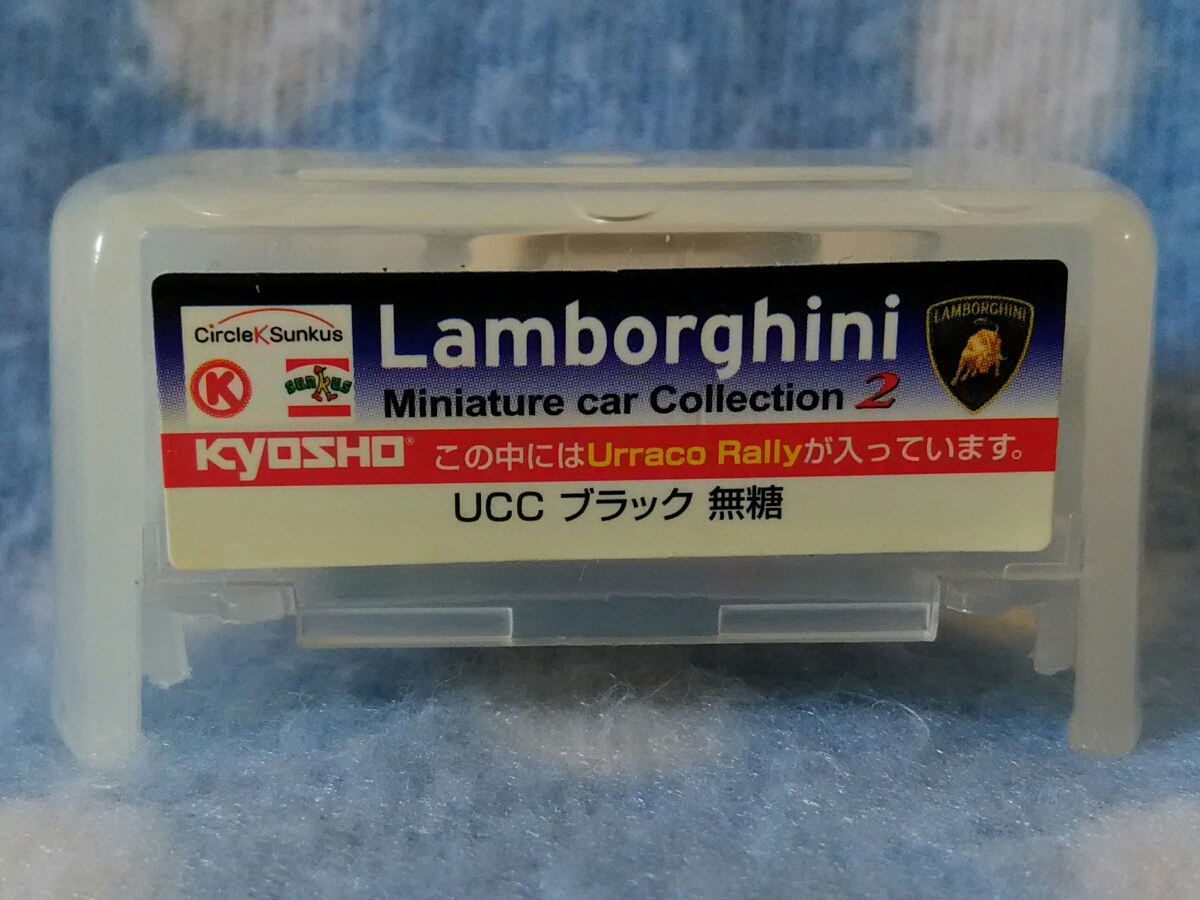 CircleKSunkus
K
sunkus
Lamborghini
Miniature car Collection 2
LAMBORGHINI
KYOSHO® この中にはUrraco Rallyが入っています。
UCC ブラック 無糖